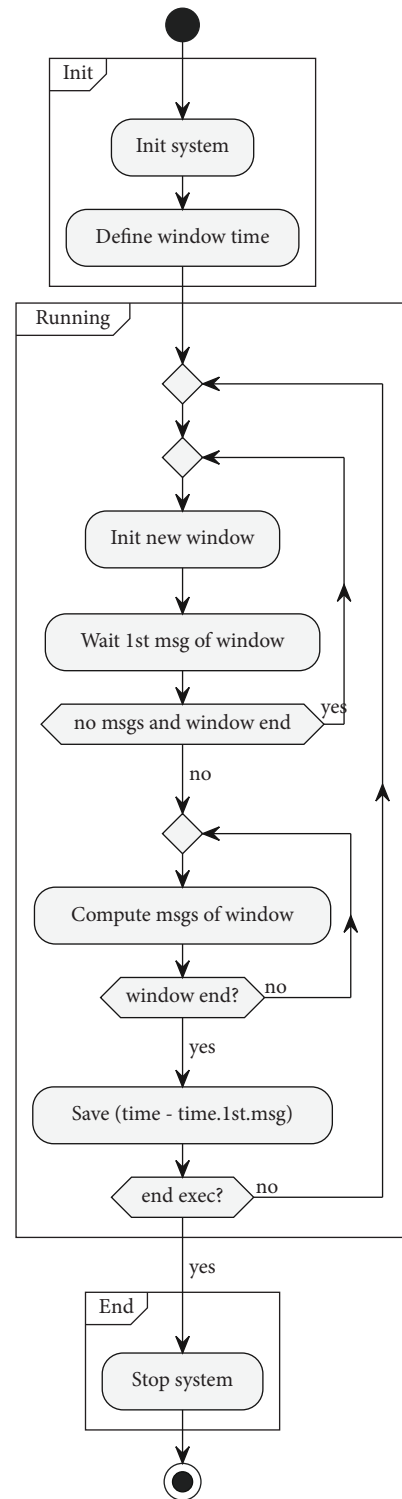 Init
Init system
Define window time
Running
Init new window
Wait 1st msg of window
no msgs and window end
yes
no
Compute msgs of window
window end?
no
yes
Save (time - time.1st.msg)
end exec?
no
yes
End
Stop system